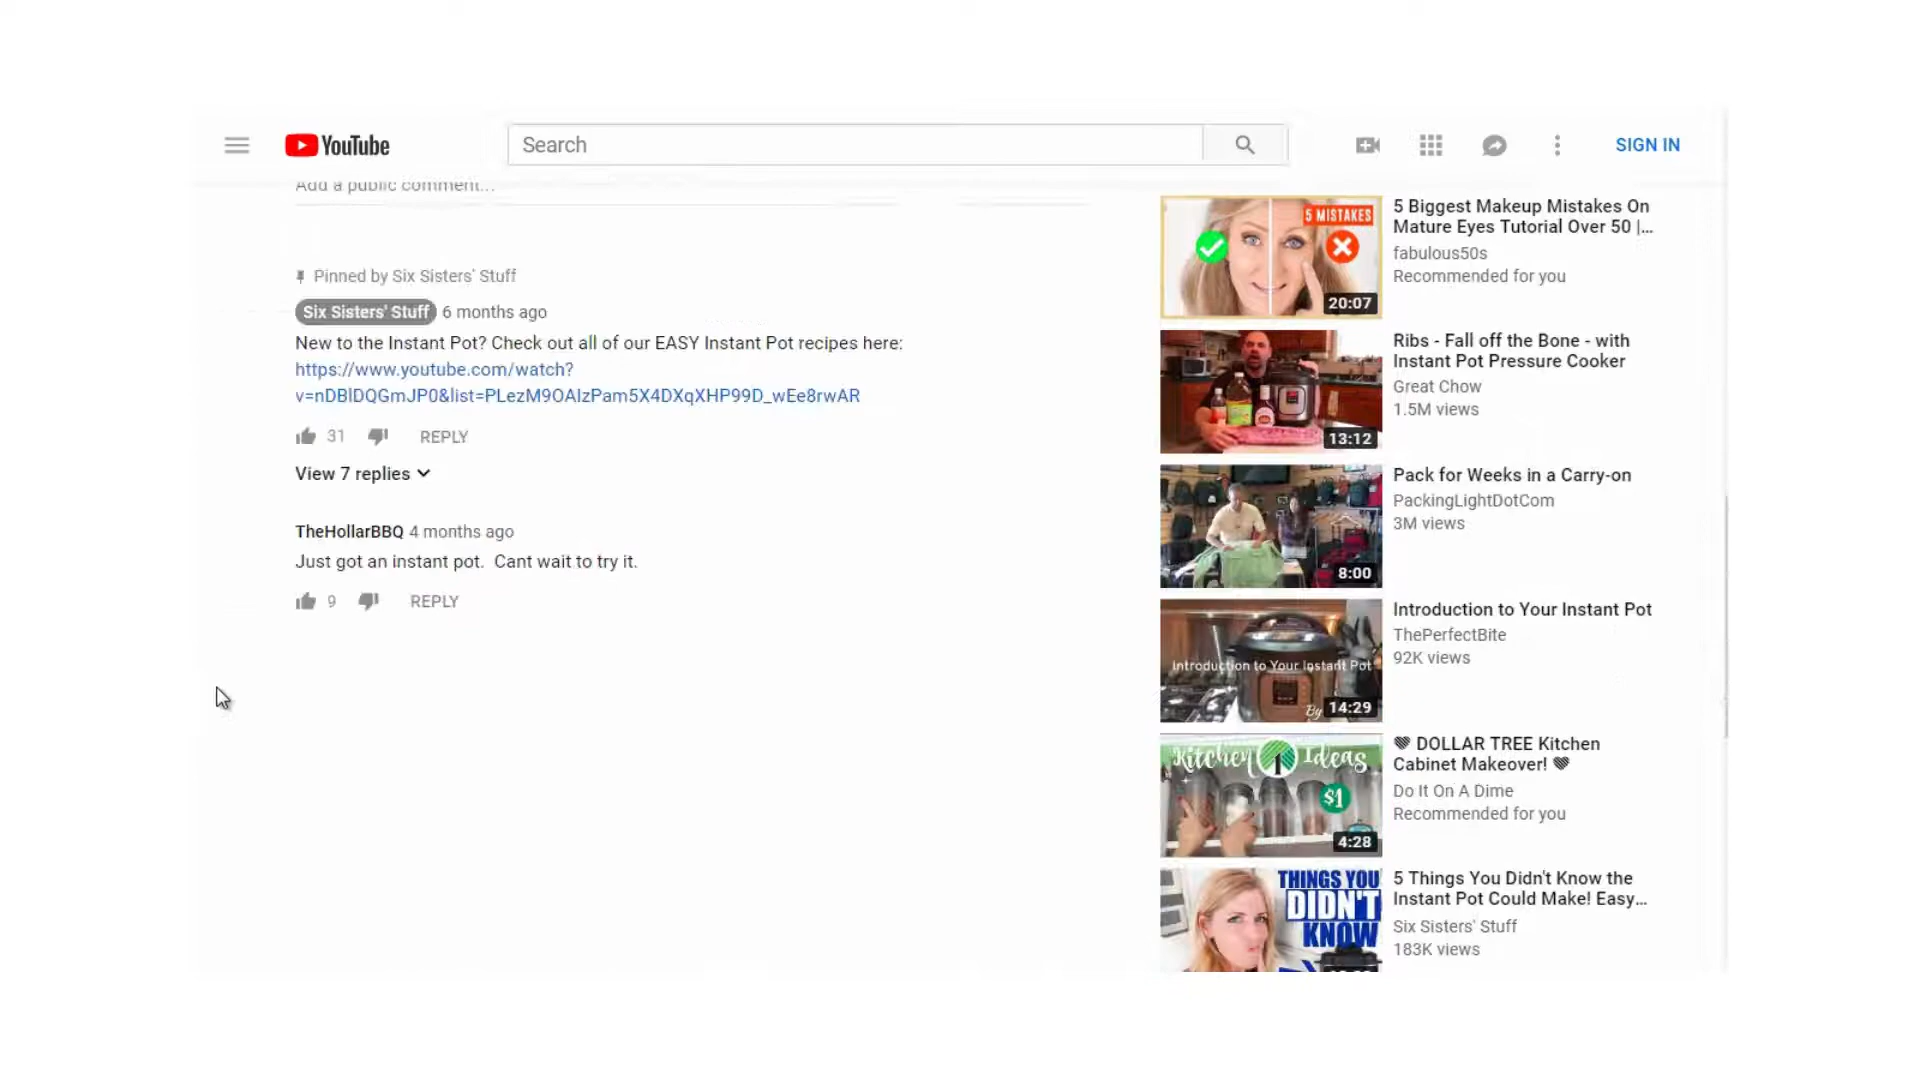 YouTube
Search
SIGN IN
Add a public comment...
Pinned by Six Sisters' Stuff
Six Sisters' Stuff 6 months ago
New to the Instant Pot? Check out all of our EASY Instant Pot recipes here:
https://www.youtube.com/watch?
v=nDBlDQGmJP0&list=PLezM9OAIzPam5X4DXqXHP99D_wEe8rwAR
31 REPLY
View 7 replies
TheHollarBBQ 4 months ago
Just got an instant pot.  Cant wait to try it.
9 REPLY
5 MISTAKES
20:07
5 Biggest Makeup Mistakes On
Mature Eyes Tutorial Over 50 |...
fabulous50s
Recommended for you
13:12
Ribs - Fall off the Bone - with
Instant Pot Pressure Cooker
Great Chow
1.5M views
8:00
Pack for Weeks in a Carry-on
PackingLightDotCom
3M views
Introduction to Your Instant Pot
By 14:29
Introduction to Your Instant Pot
ThePerfectBite
92K views
Kitchen 1 Ideas
$1
4:28
DOLLAR TREE Kitchen
Cabinet Makeover!
Do It On A Dime
Recommended for you
THINGS YOU
DIDN'T
KNOW
5 Things You Didn't Know the
Instant Pot Could Make! Easy...
Six Sisters' Stuff
183K views